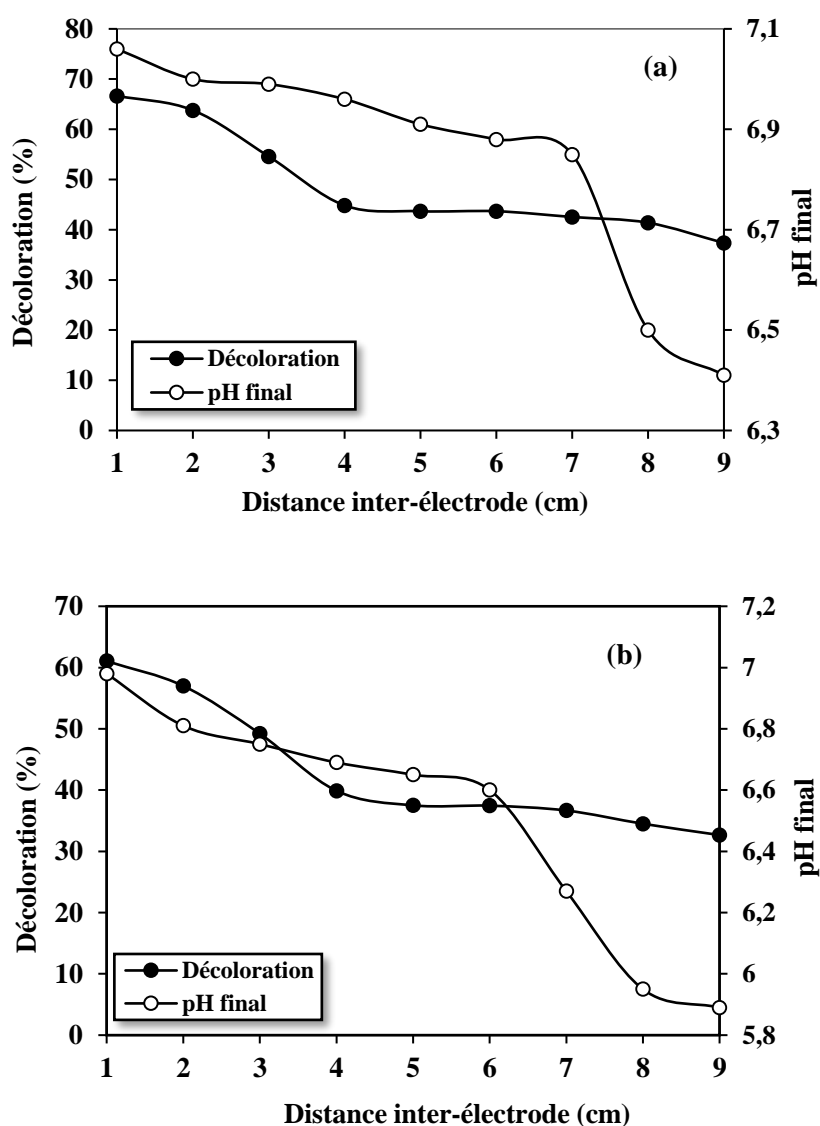 80
70
60
50
40
30
20
10
0
Décoloration (%)
7,1
6,9
6,7
6,5
6,3
pH final
(a)
Décoloration
pH final
1 2 3 4 5 6 7 8 9
Distance inter-électrode (cm)
70
60
50
40
30
20
10
0
Décoloration (%)
7,2
7
6,8
6,6
6,4
6,2
6
5,8
pH final
(b)
Décoloration
pH final
1 2 3 4 5 6 7 8 9
Distance inter-électrode (cm)